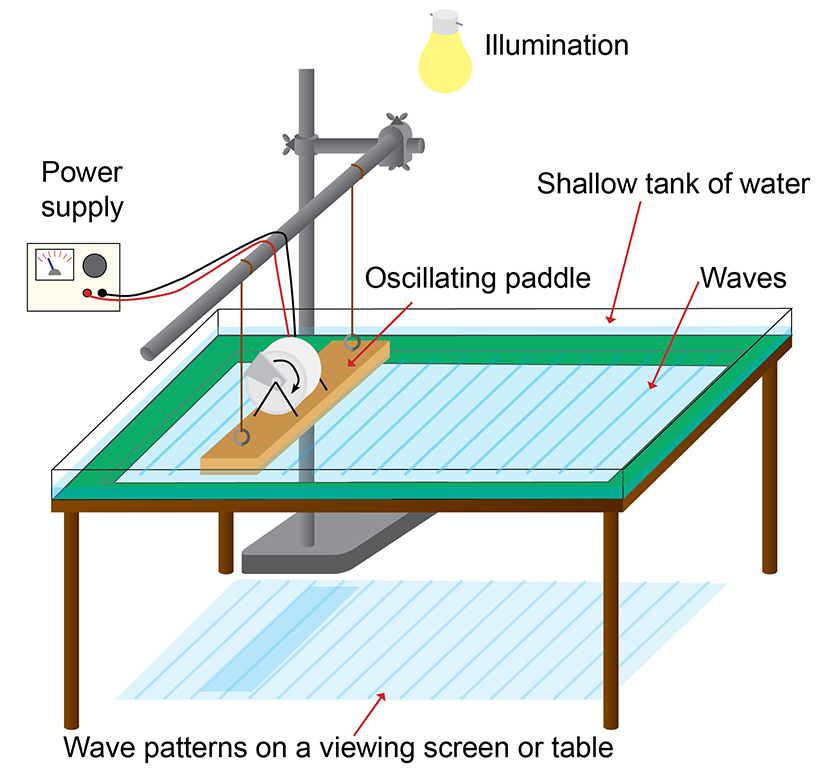 Illumination
Power
supply
Shallow tank of water
Oscillating paddle
Waves
Wave patterns on a viewing screen or table